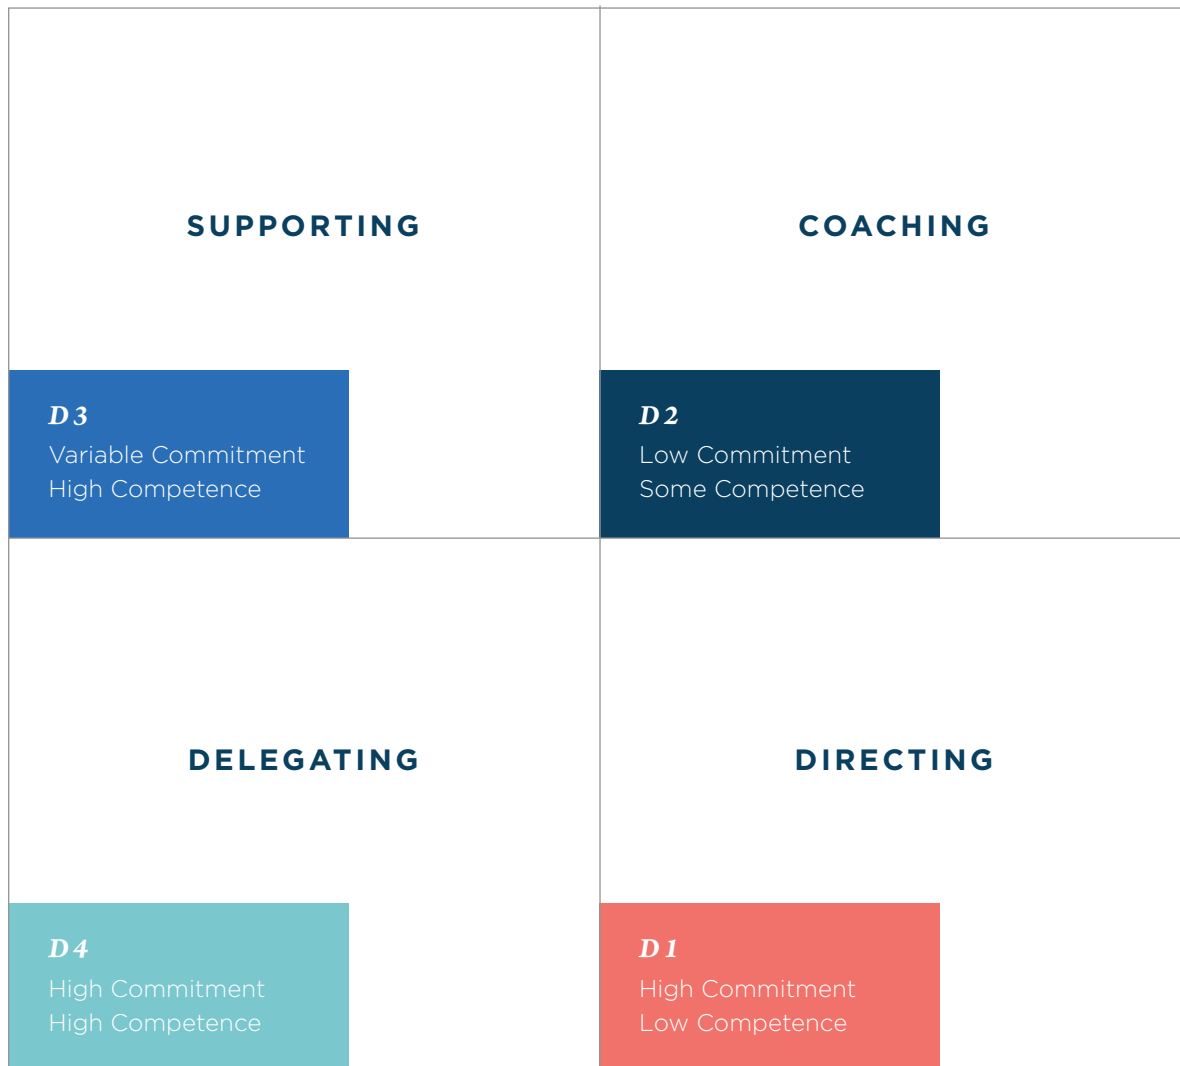 SUPPORTING
D3
Variable Commitment
High Competence
COACHING
D2
Low Commitment
Some Competence
DELEGATING
D4
High Commitment
High Competence
DIRECTING
D1
High Commitment
Low Competence